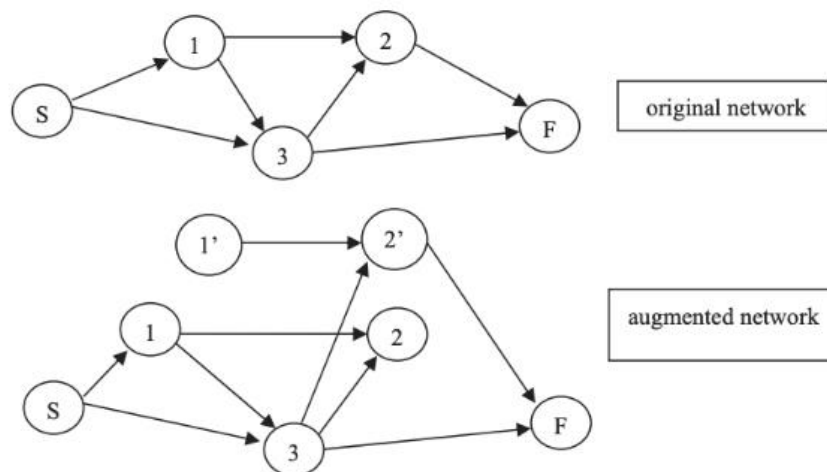 1
2
S
original network
F
3
1’
2’
augmented network
1
2
S
F
3